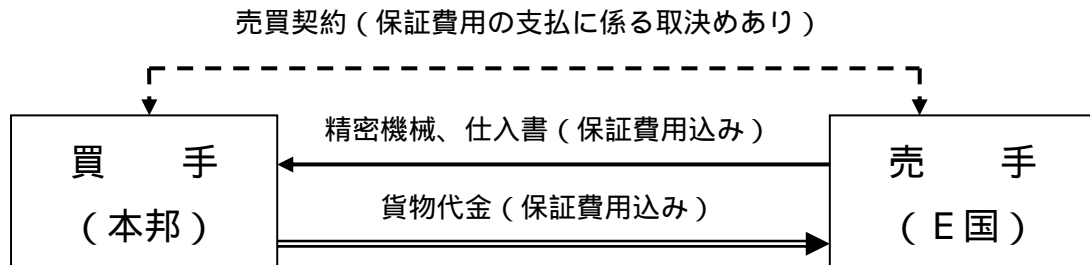 売買契約（保証費用の支払に係る取決めあり）
精密機械、仕入書（保証費用込み）
買　　手
（本邦）
売　　手
（Ｅ国）
貨物代金（保証費用込み）